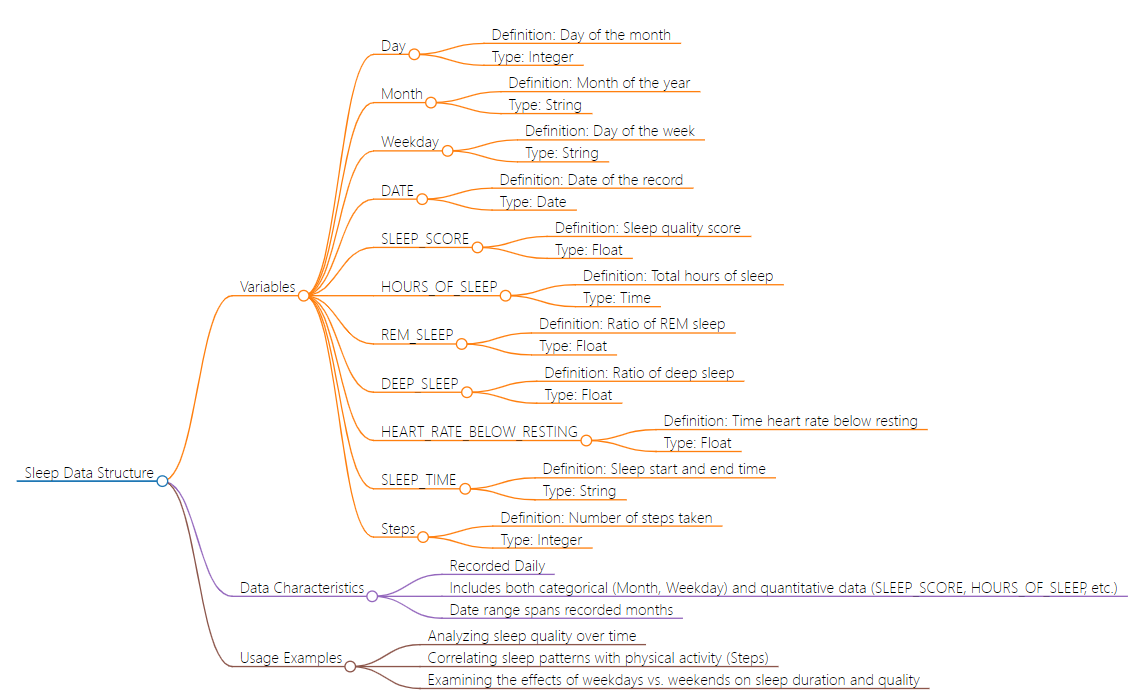 Sleep Data Structure
Variables
Day
Definition: Day of the month
Type: Integer
Month
Definition: Month of the year
Type: String
Weekday
Definition: Day of the week
Type: String
DATE
Definition: Date of the record
Type: Date
SLEEP_SCORE
Definition: Sleep quality score
Type: Float
HOURS_OF_SLEEP
Definition: Total hours of sleep
Type: Time
REM_SLEEP
Definition: Ratio of REM sleep
Type: Float
DEEP_SLEEP
Definition: Ratio of deep sleep
Type: Float
HEART_RATE_BELOW_RESTING
Definition: Time heart rate below resting
Type: Float
SLEEP_TIME
Definition: Sleep start and end time
Type: String
Steps
Definition: Number of steps taken
Type: Integer
Data Characteristics
Recorded Daily
Includes both categorical (Month, Weekday) and quantitative data (SLEEP_SCORE, HOURS_OF_SLEEP, etc.)
Date range spans recorded months
Usage Examples
Analyzing sleep quality over time
Correlating sleep patterns with physical activity (Steps)
Examining the effects of weekdays vs. weekends on sleep duration and quality